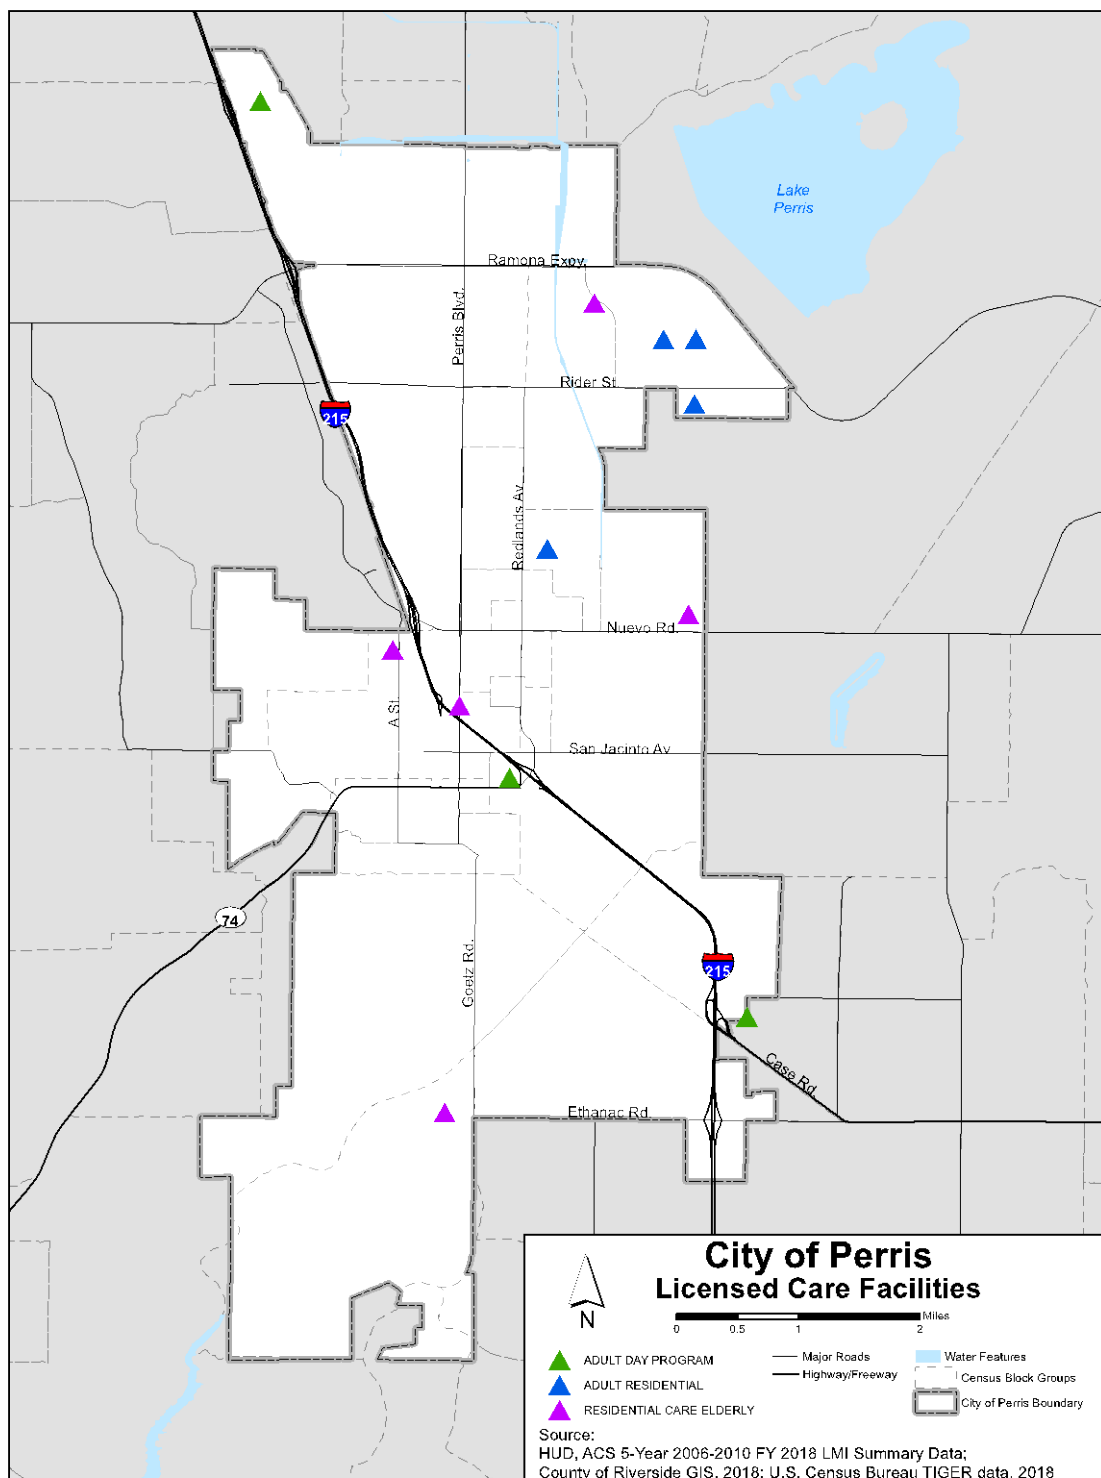 Lake
Perris
Ramona Expy.
Perris Blvd.
Rider St.
215
Redlands Av.
Nuevo Rd.
A St.
San Jacinto Av.
74
Goetz Rd.
215
Case Rd.
Ethanac Rd.
City of Perris
Licensed Care Facilities
N
Miles
0 0.5 1 2
ADULT DAY PROGRAM
ADULT RESIDENTIAL
RESIDENTIAL CARE ELDERLY
Major Roads
Highway/Freeway
Water Features
Census Block Groups
City of Perris Boundary
Source:
HUD, ACS 5-Year 2006-2010 FY 2018 LMI Summary Data;
County of Riverside GIS, 2018; U.S. Census Bureau TIGER data, 2018